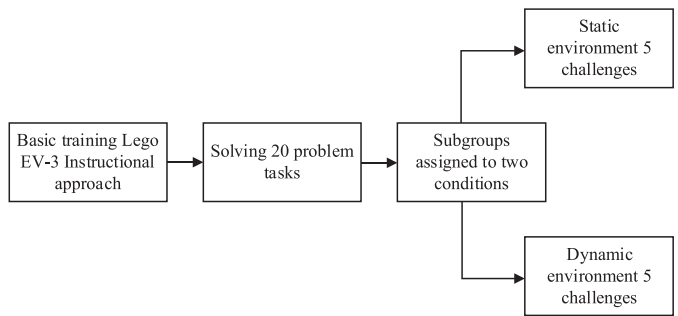 Static
environment 5
challenges
Basic training Lego
EV-3 Instructional
approach
Solving 20 problem
tasks
Subgroups
assigned to two
conditions
Dynamic
environment 5
challenges